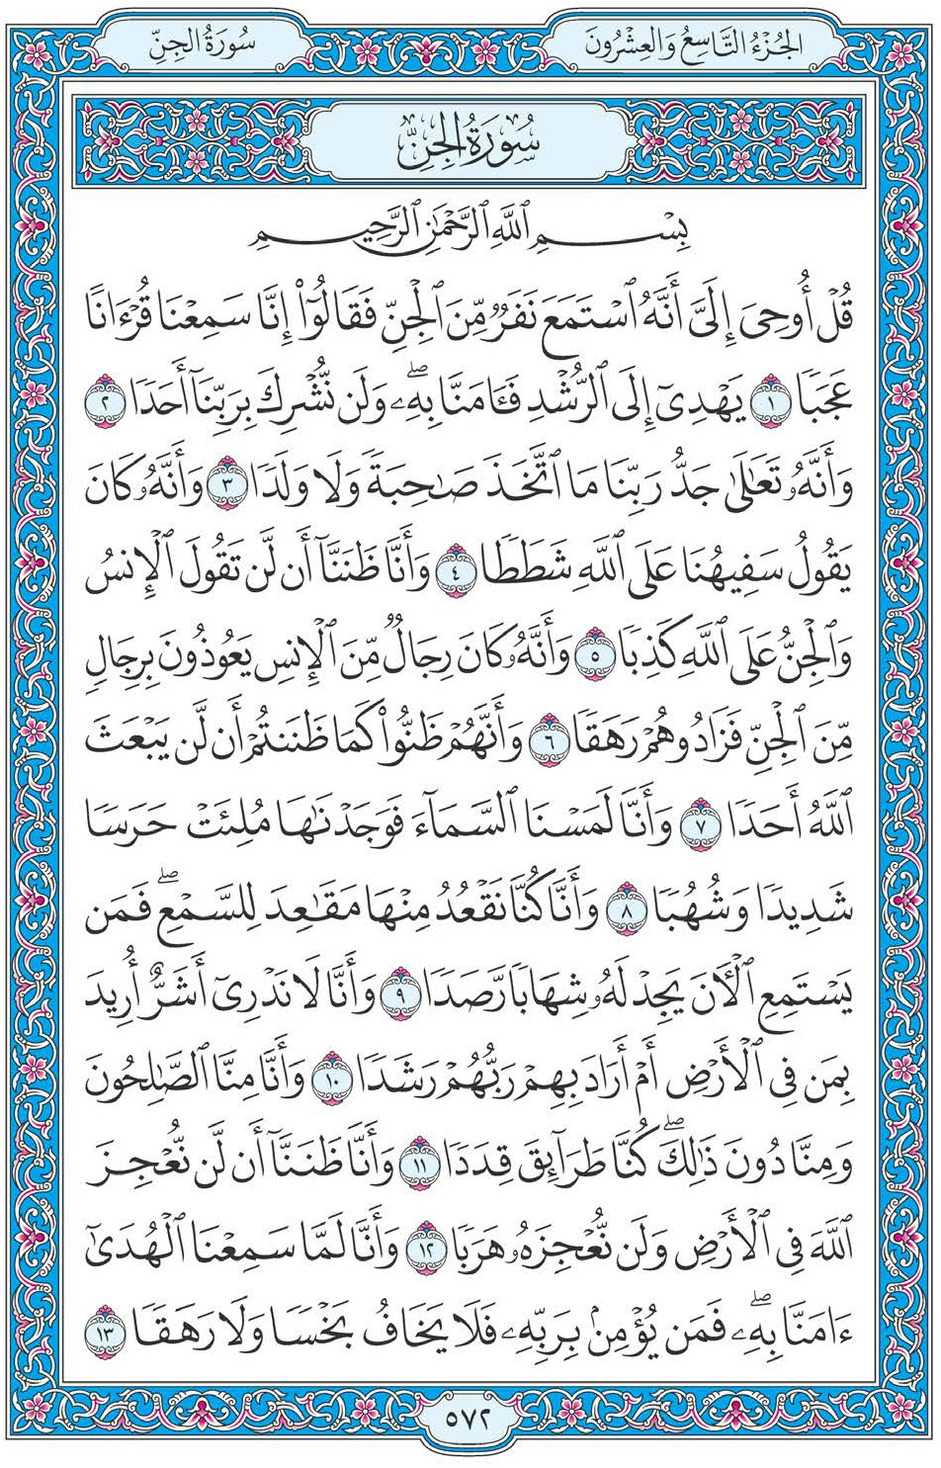 الجُزْءُ التَّاسِعُ وَالعِشْرُونَ
سُورَةُ الجِنِّ
سُورَةُ الجِنِّ
بِسۡمِ ٱللَّهِ ٱلرَّحۡمَٰنِ ٱلرَّحِيمِ
قُلۡ أُوحِيَ إِلَيَّ أَنَّهُ ٱسۡتَمَعَ نَفَرٞ مِّنَ ٱلۡجِنِّ فَقَالُوٓاْ إِنَّا سَمِعۡنَا قُرۡءَانًا
عَجَبٗا ١ يَهۡدِيٓ إِلَى ٱلرُّشۡدِ فَـَٔامَنَّا بِهِۦۖ وَلَن نُّشۡرِكَ بِرَبِّنَآ أَحَدٗا ٢
وَأَنَّهُۥ تَعَٰلَىٰ جَدُّ رَبِّنَا مَا ٱتَّخَذَ صَٰحِبَةٗ وَلَا وَلَدٗا ٣ وَأَنَّهُۥ كَانَ
يَقُولُ سَفِيهُنَا عَلَى ٱللَّهِ شَطَطٗا ٤ وَأَنَّا ظَنَنَّآ أَن لَّن تَقُولَ ٱلۡإِنسُ
وَٱلۡجِنُّ عَلَى ٱللَّهِ كَذِبٗا ٥ وَأَنَّهُۥ كَانَ رِجَالٞ مِّنَ ٱلۡإِنسِ يَعُوذُونَ بِرِجَالٖ
مِّنَ ٱلۡجِنِّ فَزَادُوهُمۡ رَهَقٗا ٦ وَأَنَّهُمۡ ظَنُّواْ كَمَا ظَنَنتُمۡ أَن لَّن يَبۡعَثَ
ٱللَّهُ أَحَدٗا ٧ وَأَنَّا لَمَسۡنَا ٱلسَّمَآءَ فَوَجَدۡنَٰهَا مُلِئَتۡ حَرَسٗا
شَدِيدٗا وَشُهُبٗا ٨ وَأَنَّا كُنَّا نَقۡعُدُ مِنۡهَا مَقَٰعِدَ لِلسَّمۡعِۖ فَمَن
يَسۡتَمِعِ ٱلۡأٓنَ يَجِدۡ لَهُۥ شِهَابٗا رَّصَدٗا ٩ وَأَنَّا لَا نَدۡرِيٓ أَشَرٌّ أُرِيدَ
بِمَن فِي ٱلۡأَرۡضِ أَمۡ أَرَادَ بِهِمۡ رَبُّهُمۡ رَشَدٗا ١٠ وَأَنَّا مِنَّا ٱلصَّٰلِحُونَ
وَمِنَّا دُونَ ذَٰلِكَۖ كُنَّا طَرَآئِقَ قِدَدٗا ١١ وَأَنَّا ظَنَنَّآ أَن لَّن نُّعۡجِزَ
ٱللَّهَ فِي ٱلۡأَرۡضِ وَلَن نُّعۡجِزَهُۥ هَرَبٗا ١٢ وَأَنَّا لَمَّا سَمِعۡنَا ٱلۡهُدَىٰٓ
ءَامَنَّا بِهِۦۖ فَمَن يُؤۡمِنۢ بِرَبِّهِۦ فَلَا يَخَافُ بَخۡسٗا وَلَا رَهَقٗا ١٣
٥٧٢